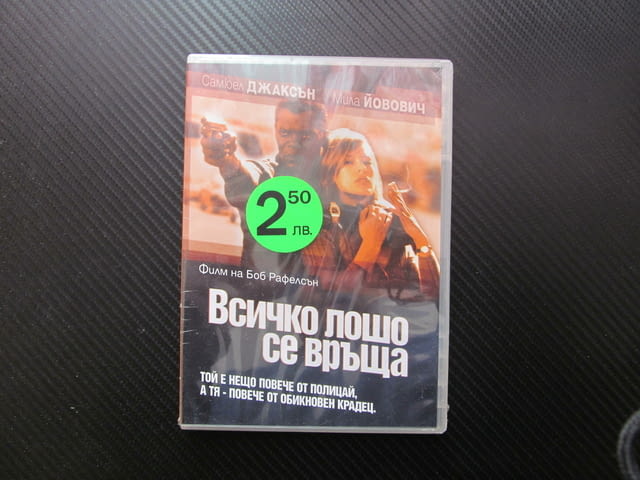 Самюел ДЖАКСЪН
Мила ЙОВОВИЧ
2 50 ЛВ.
Филм на Боб Рафелсън
Всичко лошо
се връща
ТОЙ Е НЕЩО ПОВЕЧЕ ОТ ПОЛИЦАЙ,
А ТЯ - ПОВЕЧЕ ОТ ОБИКНОВЕН КРАДЕЦ.